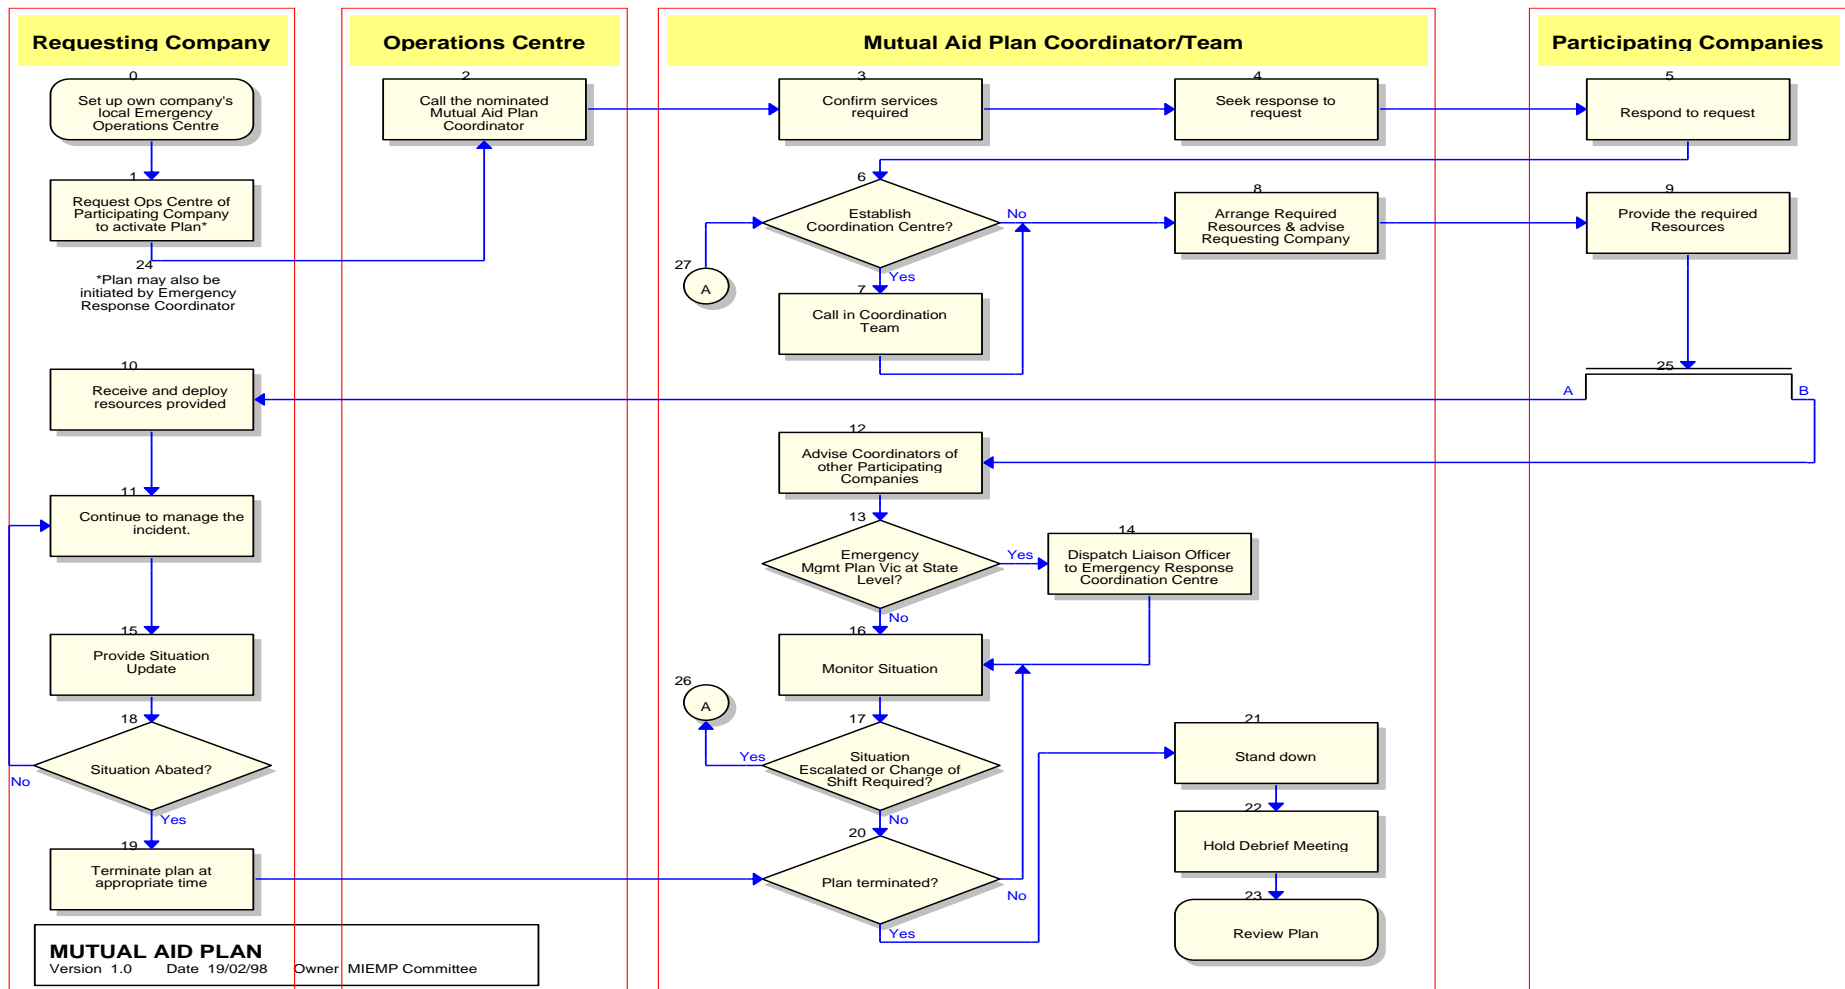 Requesting Company
Operations Centre
Mutual Aid Plan Coordinator/Team
Participating Companies
0
Set up own company's
local Emergency
Operations Centre
2
Call the nominated
Mutual Aid Plan
Coordinator
3
Confirm services
required
4
Seek response to
request
5
Respond to request
1
Request Ops Centre of
Participating Company
to activate Plan*
24
*Plan may also be
initiated by Emergency
Response Coordinator
6
Establish
Coordination Centre?
No
Yes
27
A
7
Call in Coordination
Team
8
Arrange Required
Resources & advise
Requesting Company
9
Provide the required
Resources
25
A
B
10
Receive and deploy
resources provided
12
Advise Coordinators of
other Participating
Companies
11
Continue to manage the
incident.
13
Emergency
Mgmt Plan Vic at State
Level?
Yes
No
14
Dispatch Liaison Officer
to Emergency Response
Coordination Centre
15
Provide Situation
Update
16
Monitor Situation
26
A
18
Situation Abated?
No
Yes
17
Situation
Escalated or Change of
Shift Required?
Yes
No
21
Stand down
22
Hold Debrief Meeting
19
Terminate plan at
appropriate time
20
Plan terminated?
No
Yes
23
Review Plan
MUTUAL AID PLAN
Version 1.0 Date 19/02/98 Owner MIEMP Committee